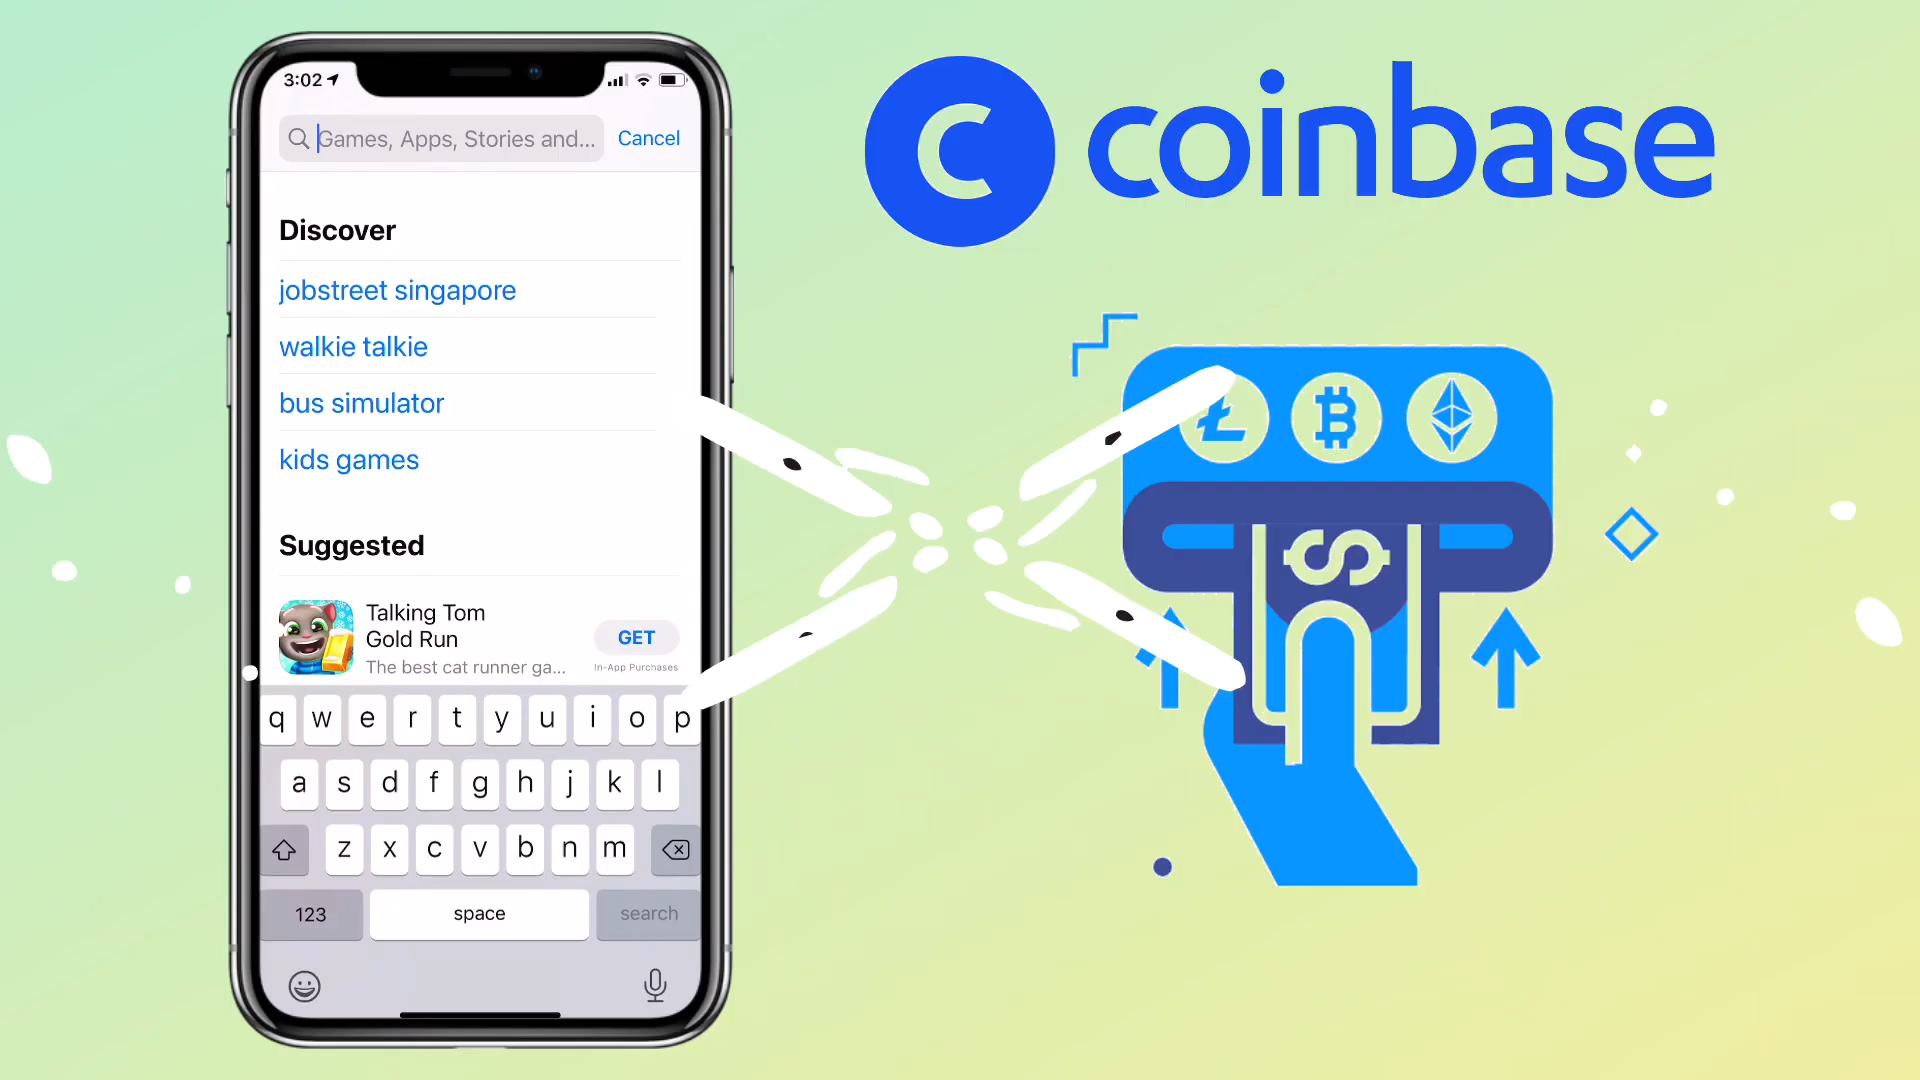 3:02
Games, Apps, Stories and...
Cancel
Discover
jobstreet singapore
walkie talkie
bus simulator
kids games
Suggested
Talking Tom
Gold Run
The best cat runner ga...
GET
In-App Purchases
q w e r t y u i o p
a s d f g h j k l
z x c v b n m
123 space search
C coinbase